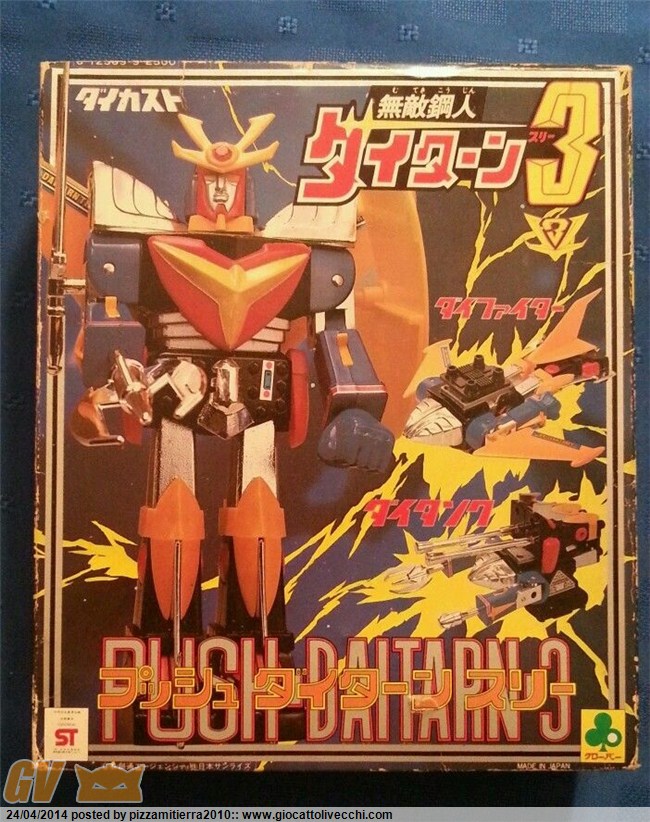 ダイカスト
むてきこうじん
無敵鋼人
ダイターン3
スリー
ダイファイター
ダイタンク
PUSH DAITARN 3
プッシュダイターンスリー
ST
クローバー
MADE IN JAPAN
GV
24/04/2014 posted by pizzamitierra2010:: www.giocattolivecchi.com